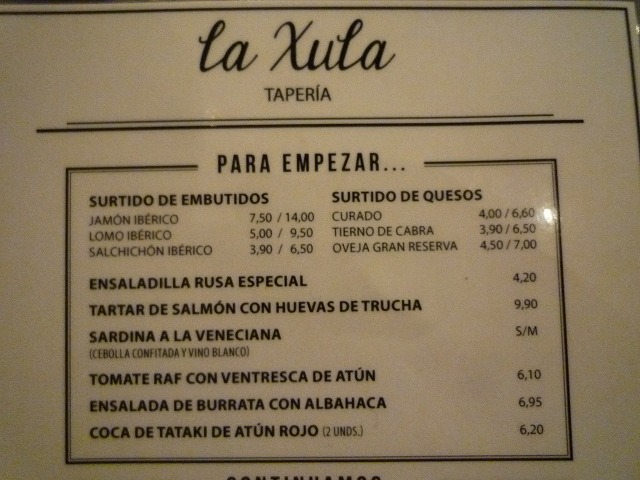 la Xula
TAPERÍA
PARA EMPEZAR...
SURTIDO DE EMBUTIDOS
JAMÓN IBÉRICO 7,50 / 14,00
LOMO IBÉRICO 5,00 / 9,50
SALCHICHÓN IBÉRICO 3,90 / 6,50
SURTIDO DE QUESOS
CURADO 4,00 / 6,60
TIERNO DE CABRA 3,90 / 6,50
OVEJA GRAN RESERVA 4,50 / 7,00
ENSALADILLA RUSA ESPECIAL 4,20
TARTAR DE SALMÓN CON HUEVAS DE TRUCHA 9,90
SARDINA A LA VENECIANA S/M
(CEBOLLA CONFITADA Y VINO BLANCO)
TOMATE RAF CON VENTRESCA DE ATÚN 6,10
ENSALADA DE BURRATA CON ALBAHACA 6,95
COCA DE TATAKI DE ATÚN ROJO (2 UNDS.) 6,20